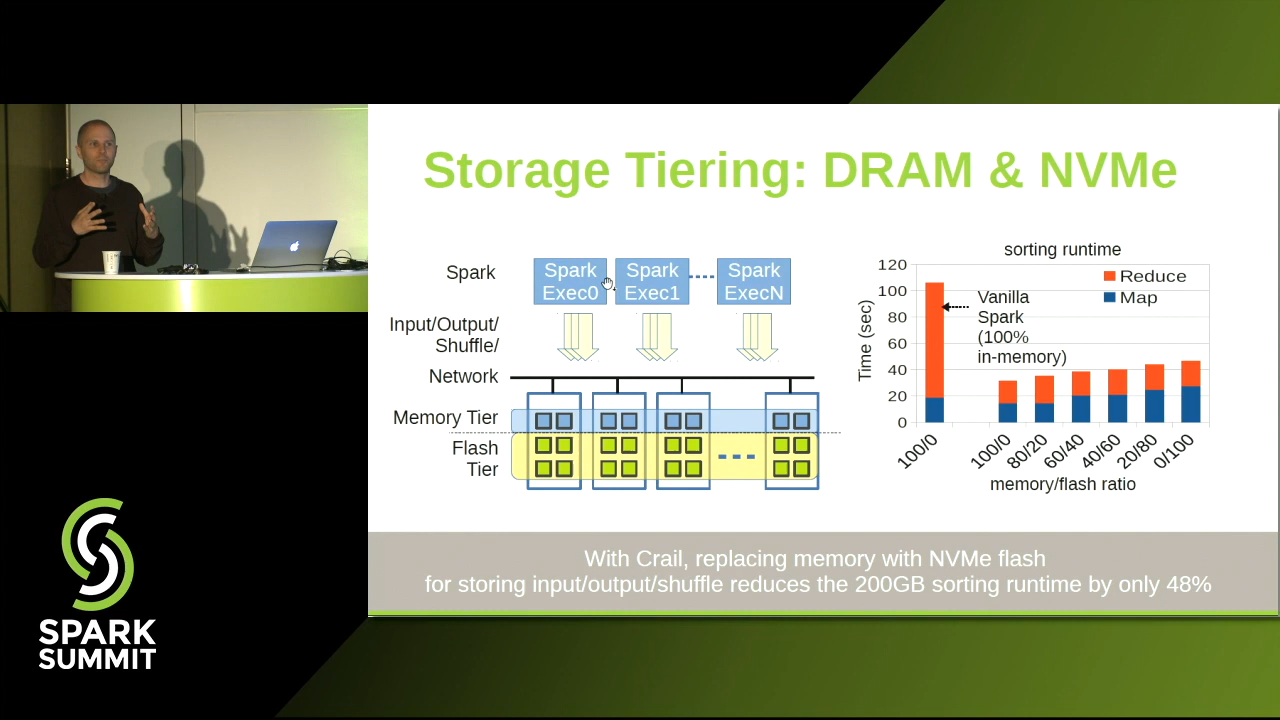 Storage Tiering: DRAM & NVMe
Spark
Spark
Exec0
Spark
Exec1
Spark
ExecN
Input/Output/
Shuffle/
Network
Memory Tier
Flash
Tier
sorting runtime
120
100
80
60
40
20
0
Time (sec)
Reduce
Map
Vanilla
Spark
(100%
in-memory)
100/0
100/0
80/20
60/40
40/60
20/80
0/100
memory/flash ratio
With Crail, replacing memory with NVMe flash
for storing input/output/shuffle reduces the 200GB sorting runtime by only 48%
SPARK
SUMMIT